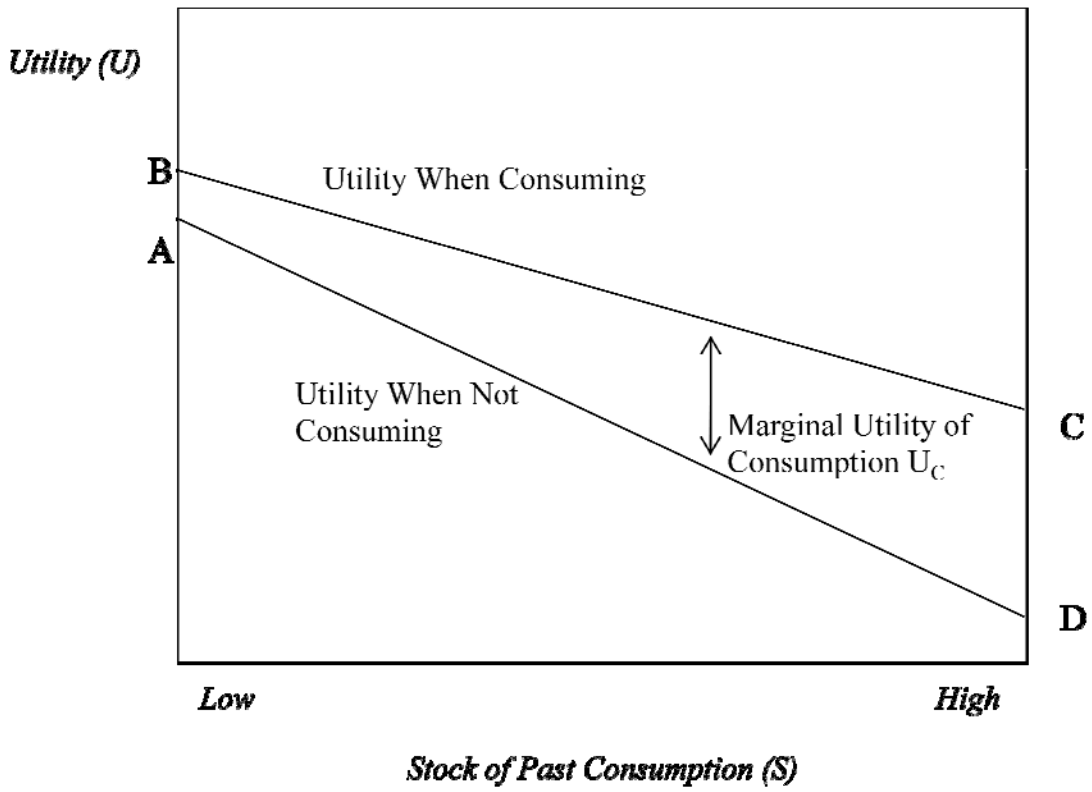 Utility (U)
B
Utility When Consuming
A
Utility When Not
Consuming
Marginal Utility of
Consumption U_C
C
D
Low
High
Stock of Past Consumption (S)